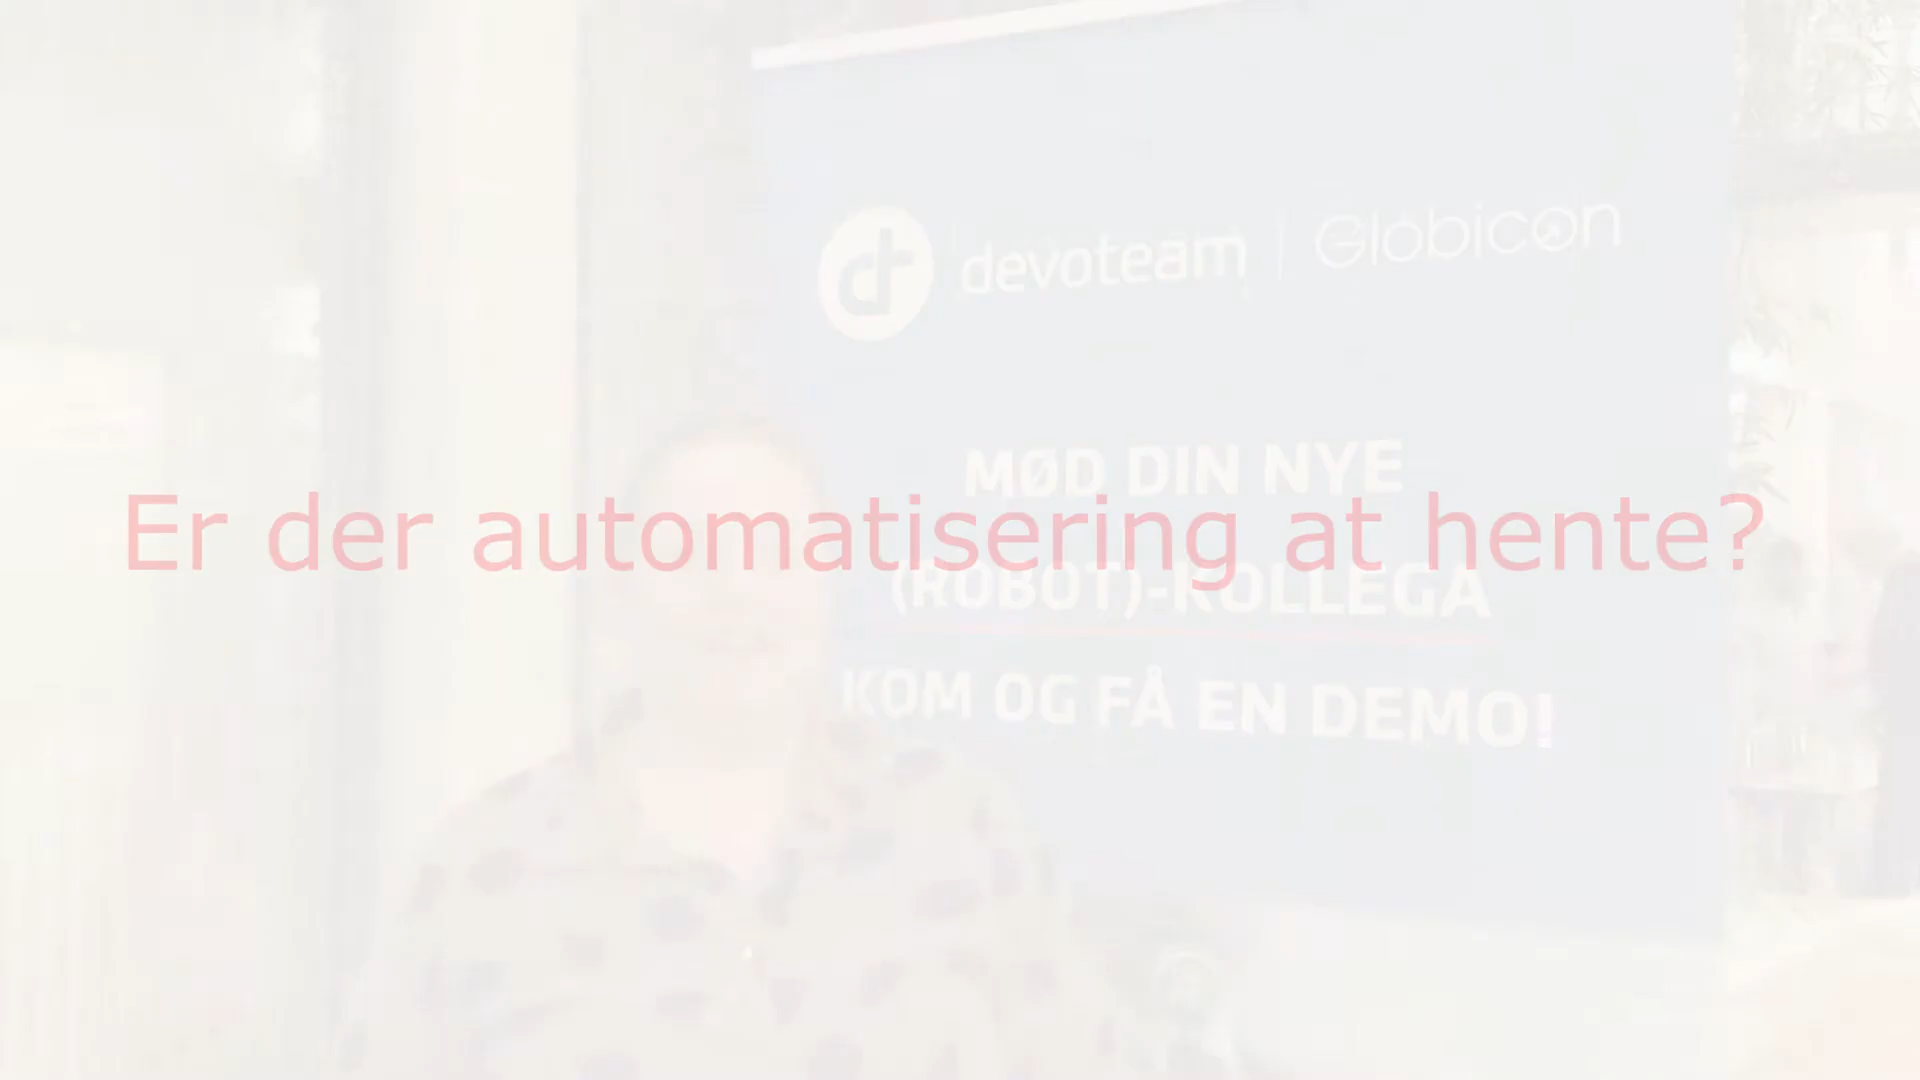 devoteam | Globicon
MØD DIN NYE
Er der automatisering at hente?
(ROBOT)-KOLLEGA
KOM OG FÅ EN DEMO!